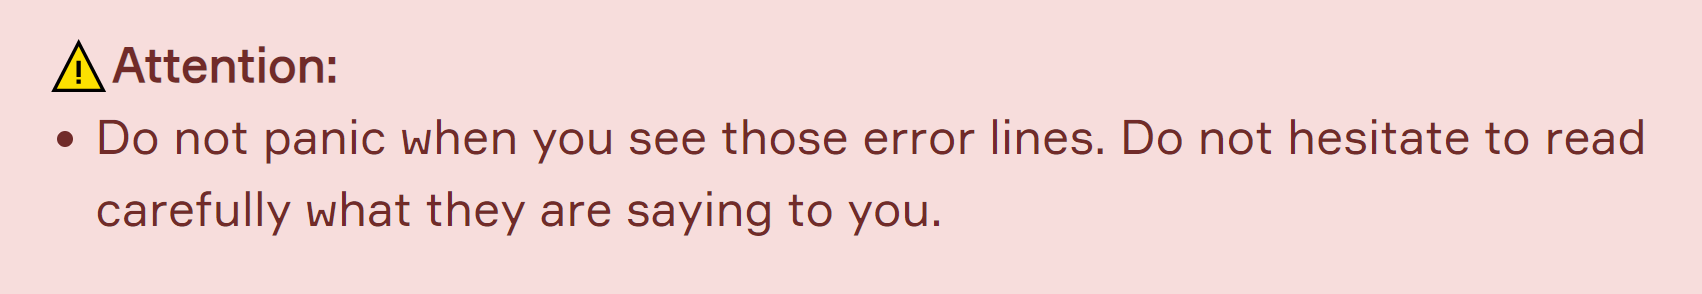 ⚠ Attention:
• Do not panic when you see those error lines. Do not hesitate to read
carefully what they are saying to you.